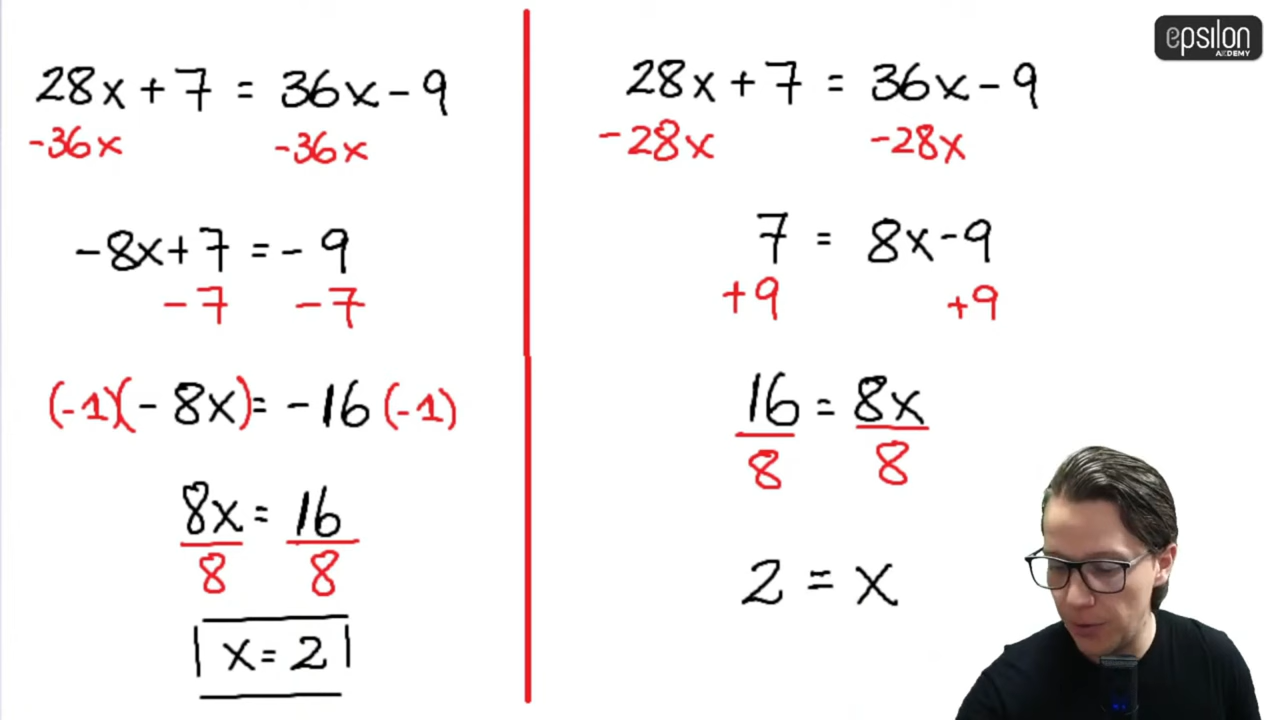 epsilon
AKDEMY
28x + 7 = 36x - 9
-36x -36x
-8x + 7 = -9
-7 -7
(-1)(-8x) = -16 (-1)
8x = 16
8 8
x = 2
28x + 7 = 36x - 9
-28x -28x
7 = 8x - 9
+9 +9
16 = 8x
8 8
2 = x